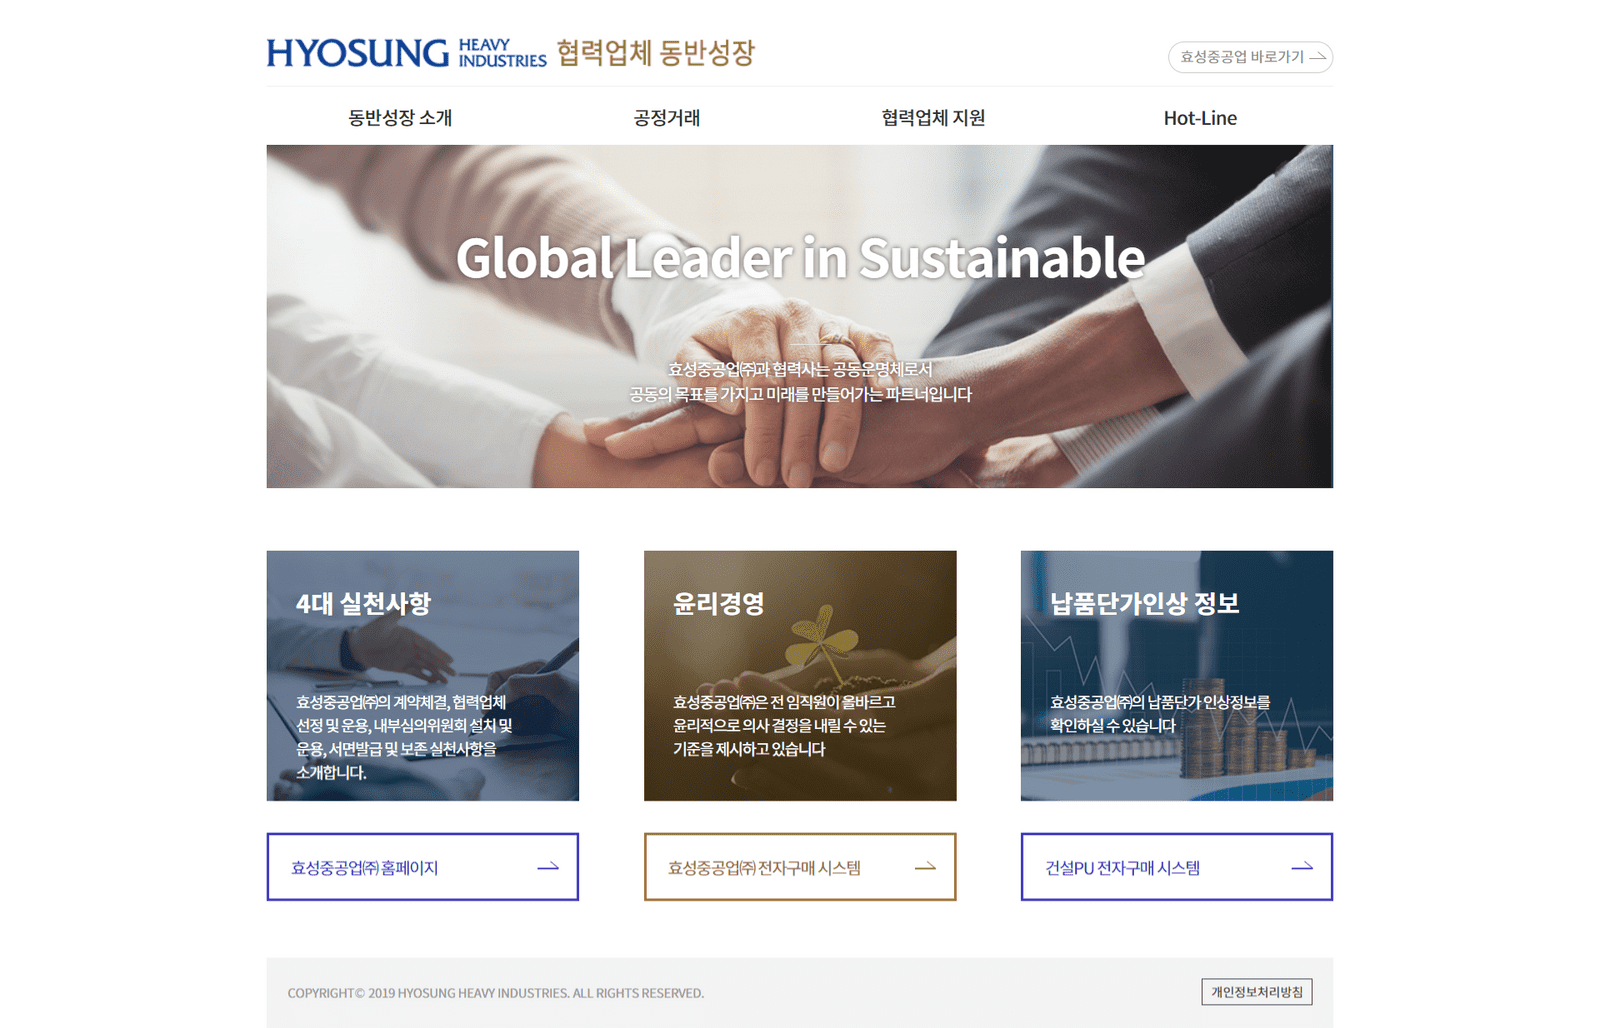 HYOSUNG HEAVY INDUSTRIES 협력업체 동반성장
효성중공업 바로가기
동반성장 소개
공정거래
협력업체 지원
Hot-Line
Global Leader in Sustainable
효성중공업㈜과 협력사는 공동운명체로서
공동의 목표를 가지고 미래를 만들어가는 파트너입니다
4대 실천사항
효성중공업㈜의 계약체결, 협력업체
선정 및 운용, 내부심의위원회 설치 및
운용, 서면발급 및 보존 실천사항을
소개합니다.
윤리경영
효성중공업㈜은 전 임직원이 올바르고
윤리적으로 의사 결정을 내릴 수 있는
기준을 제시하고 있습니다
납품단가인상 정보
효성중공업㈜의 납품단가 인상정보를
확인하실 수 있습니다
효성중공업㈜ 홈페이지
효성중공업㈜ 전자구매 시스템
건설PU 전자구매 시스템
COPYRIGHT© 2019 HYOSUNG HEAVY INDUSTRIES. ALL RIGHTS RESERVED.
개인정보처리방침